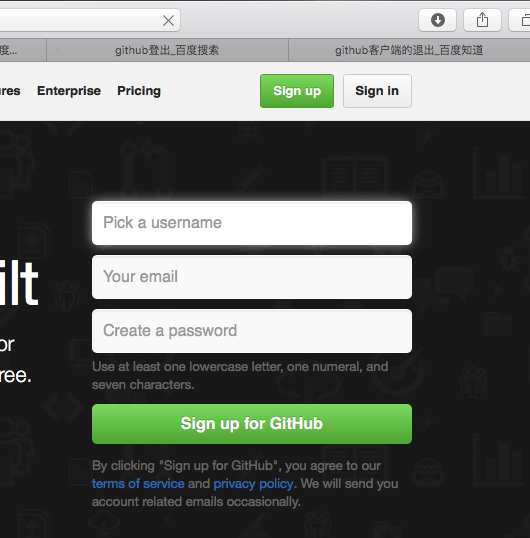 度...
github登出_百度搜索
github客户端的退出_百度知道
ures Enterprise Pricing Sign up Sign in
Pick a username
Your email
ilt
Create a password
or
Use at least one lowercase letter, one numeral, and
ree.
seven characters.
Sign up for GitHub
By clicking "Sign up for GitHub", you agree to our
terms of service and privacy policy. We will send you
account related emails occasionally.